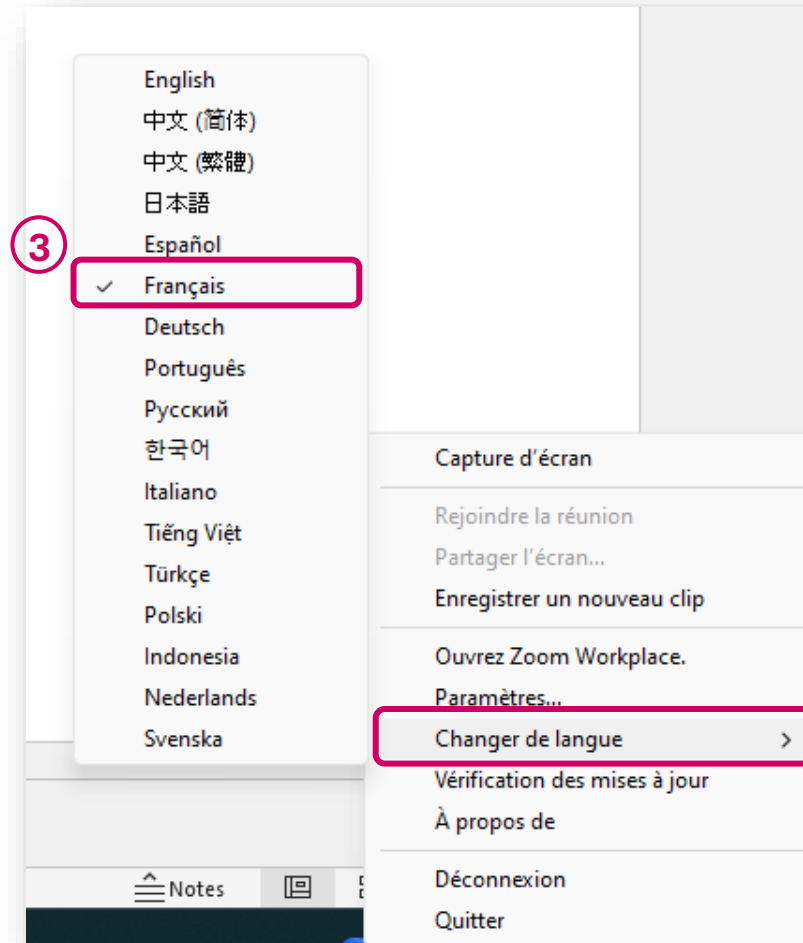 English
中文 (简体)
中文 (繁體)
日本語
③
Español
Français
Deutsch
Português
Русский
한국어
Italiano
Tiếng Việt
Türkçe
Polski
Indonesia
Nederlands
Svenska
Capture d'écran
Rejoindre la réunion
Partager l'écran...
Enregistrer un nouveau clip
Ouvrez Zoom Workplace.
Paramètres...
Changer de langue
Vérification des mises à jour
À propos de
Déconnexion
Quitter
Notes